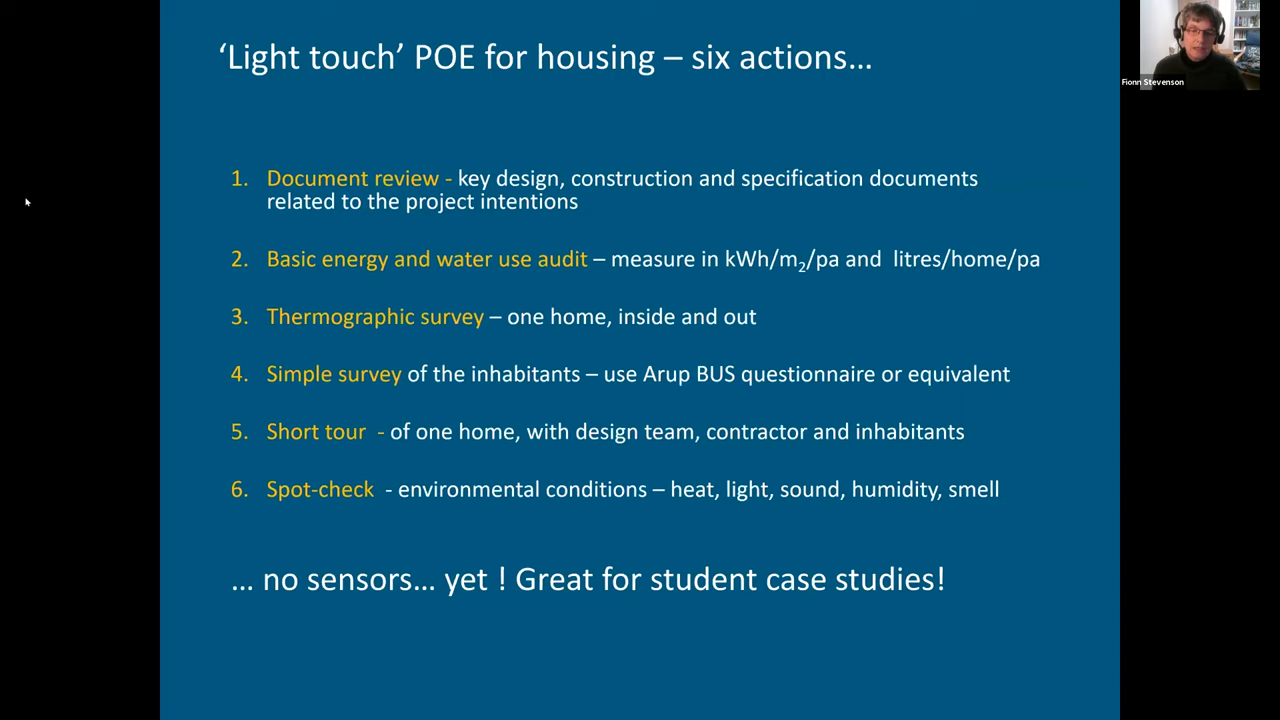 ‘Light touch’ POE for housing – six actions…
Fionn Stevenson
1. Document review - key design, construction and specification documents
related to the project intentions
2. Basic energy and water use audit – measure in kWh/m₂/pa and litres/home/pa
3. Thermographic survey – one home, inside and out
4. Simple survey of the inhabitants – use Arup BUS questionnaire or equivalent
5. Short tour - of one home, with design team, contractor and inhabitants
6. Spot-check - environmental conditions – heat, light, sound, humidity, smell
… no sensors… yet ! Great for student case studies!